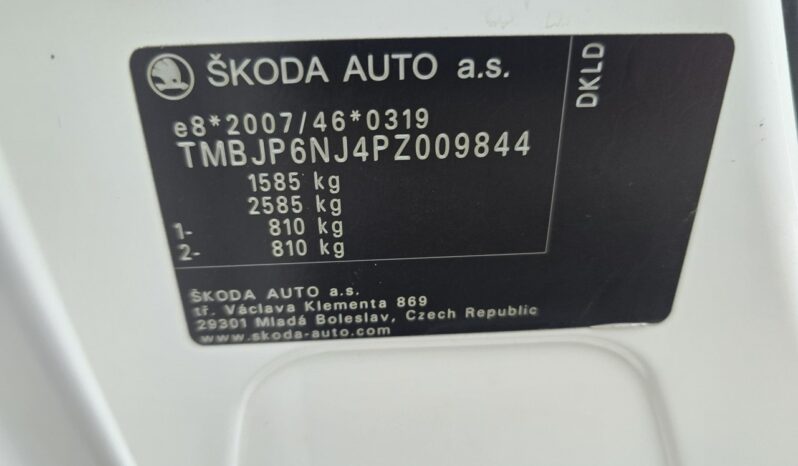 ŠKODA AUTO a.s.
DKLD
e8*2007/46*0319
TMBJP6NJ4PZ009844
1585 kg
2585 kg
1- 810 kg
2- 810 kg
ŠKODA AUTO a.s.
tř. Václava Klementa 869
29301 Mladá Boleslav, Czech Republic
www.skoda-auto.com